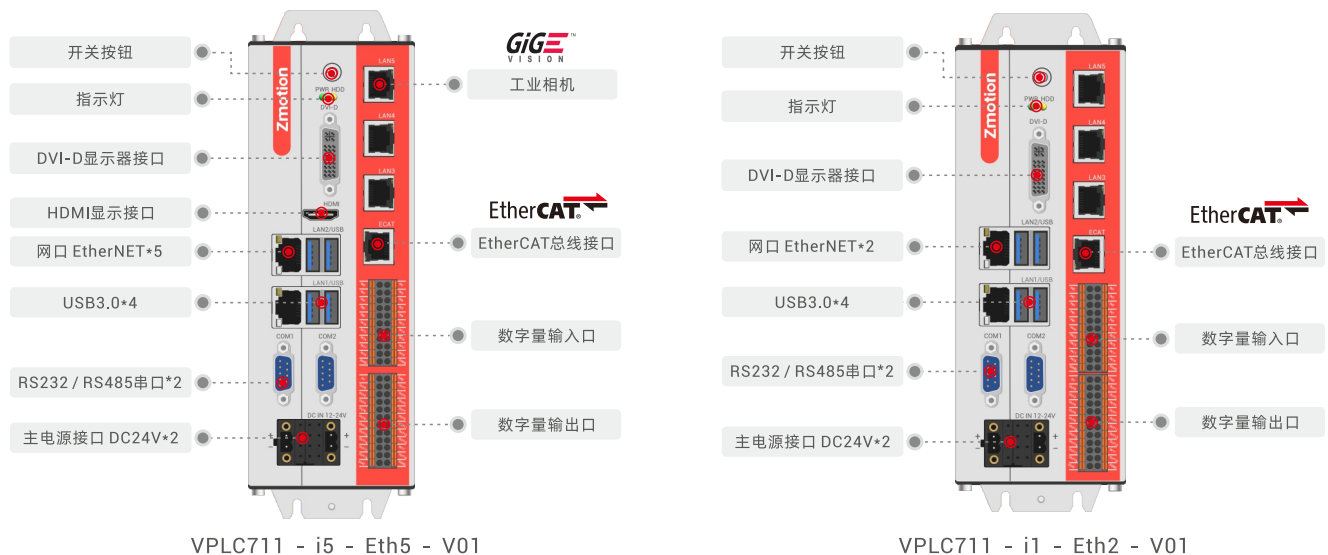 开关按钮
指示灯
DVI-D显示器接口
HDMI显示接口
网口 EtherNET*5
USB3.0*4
RS232 / RS485串口*2
主电源接口 DC24V*2
Zmotion
PWR HDD
DVI-D
HDMI
LAN2/USB
LAN1/USB
COM1 COM2
DC IN 12-24V
+ +
- -
LAN5
LAN4
LAN3
ECAT
GiGE™
VISION
工业相机
EtherCAT®
EtherCAT总线接口
数字量输入口
数字量输出口
VPLC711 - i5 - Eth5 - V01
开关按钮
指示灯
DVI-D显示器接口
网口 EtherNET*2
USB3.0*4
RS232 / RS485串口*2
主电源接口 DC24V*2
Zmotion
PWR HDD
DVI-D
LAN2/USB
LAN1/USB
COM1 COM2
DC IN 12-24V
+ +
- -
LAN5
LAN4
LAN3
ECAT
EtherCAT®
EtherCAT总线接口
数字量输入口
数字量输出口
VPLC711 - i1 - Eth2 - V01